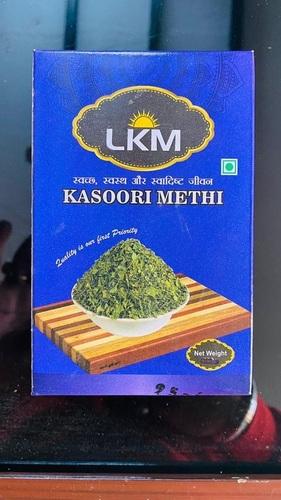 LKM
स्वच्छ, स्वस्थ और स्वादिष्ट जीवन
KASOORI METHI
Quality is our first Priority
Net Weight